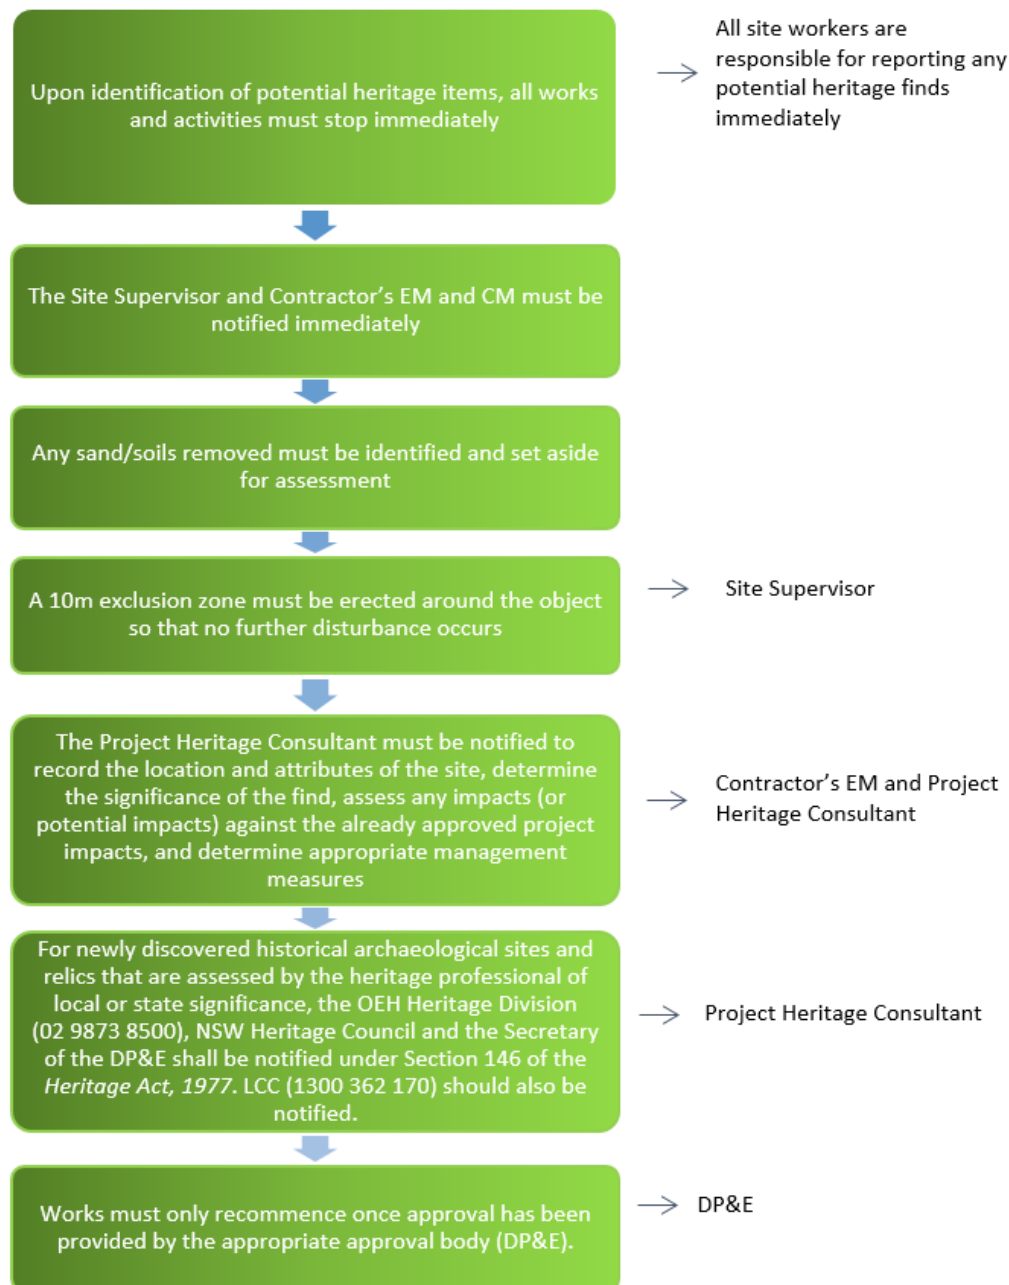 Upon identification of potential heritage items, all works
and activities must stop immediately
All site workers are
responsible for reporting any
potential heritage finds
immediately
The Site Supervisor and Contractor’s EM and CM must be
notified immediately
Any sand/soils removed must be identified and set aside
for assessment
A 10m exclusion zone must be erected around the object
so that no further disturbance occurs
Site Supervisor
The Project Heritage Consultant must be notified to
record the location and attributes of the site, determine
the significance of the find, assess any impacts (or
potential impacts) against the already approved project
impacts, and determine appropriate management
measures
Contractor’s EM and Project
Heritage Consultant
For newly discovered historical archaeological sites and
relics that are assessed by the heritage professional of
local or state significance, the OEH Heritage Division
(02 9873 8500), NSW Heritage Council and the Secretary
of the DP&E shall be notified under Section 146 of the
Heritage Act, 1977. LCC (1300 362 170) should also be
notified.
Project Heritage Consultant
Works must only recommence once approval has been
provided by the appropriate approval body (DP&E).
DP&E